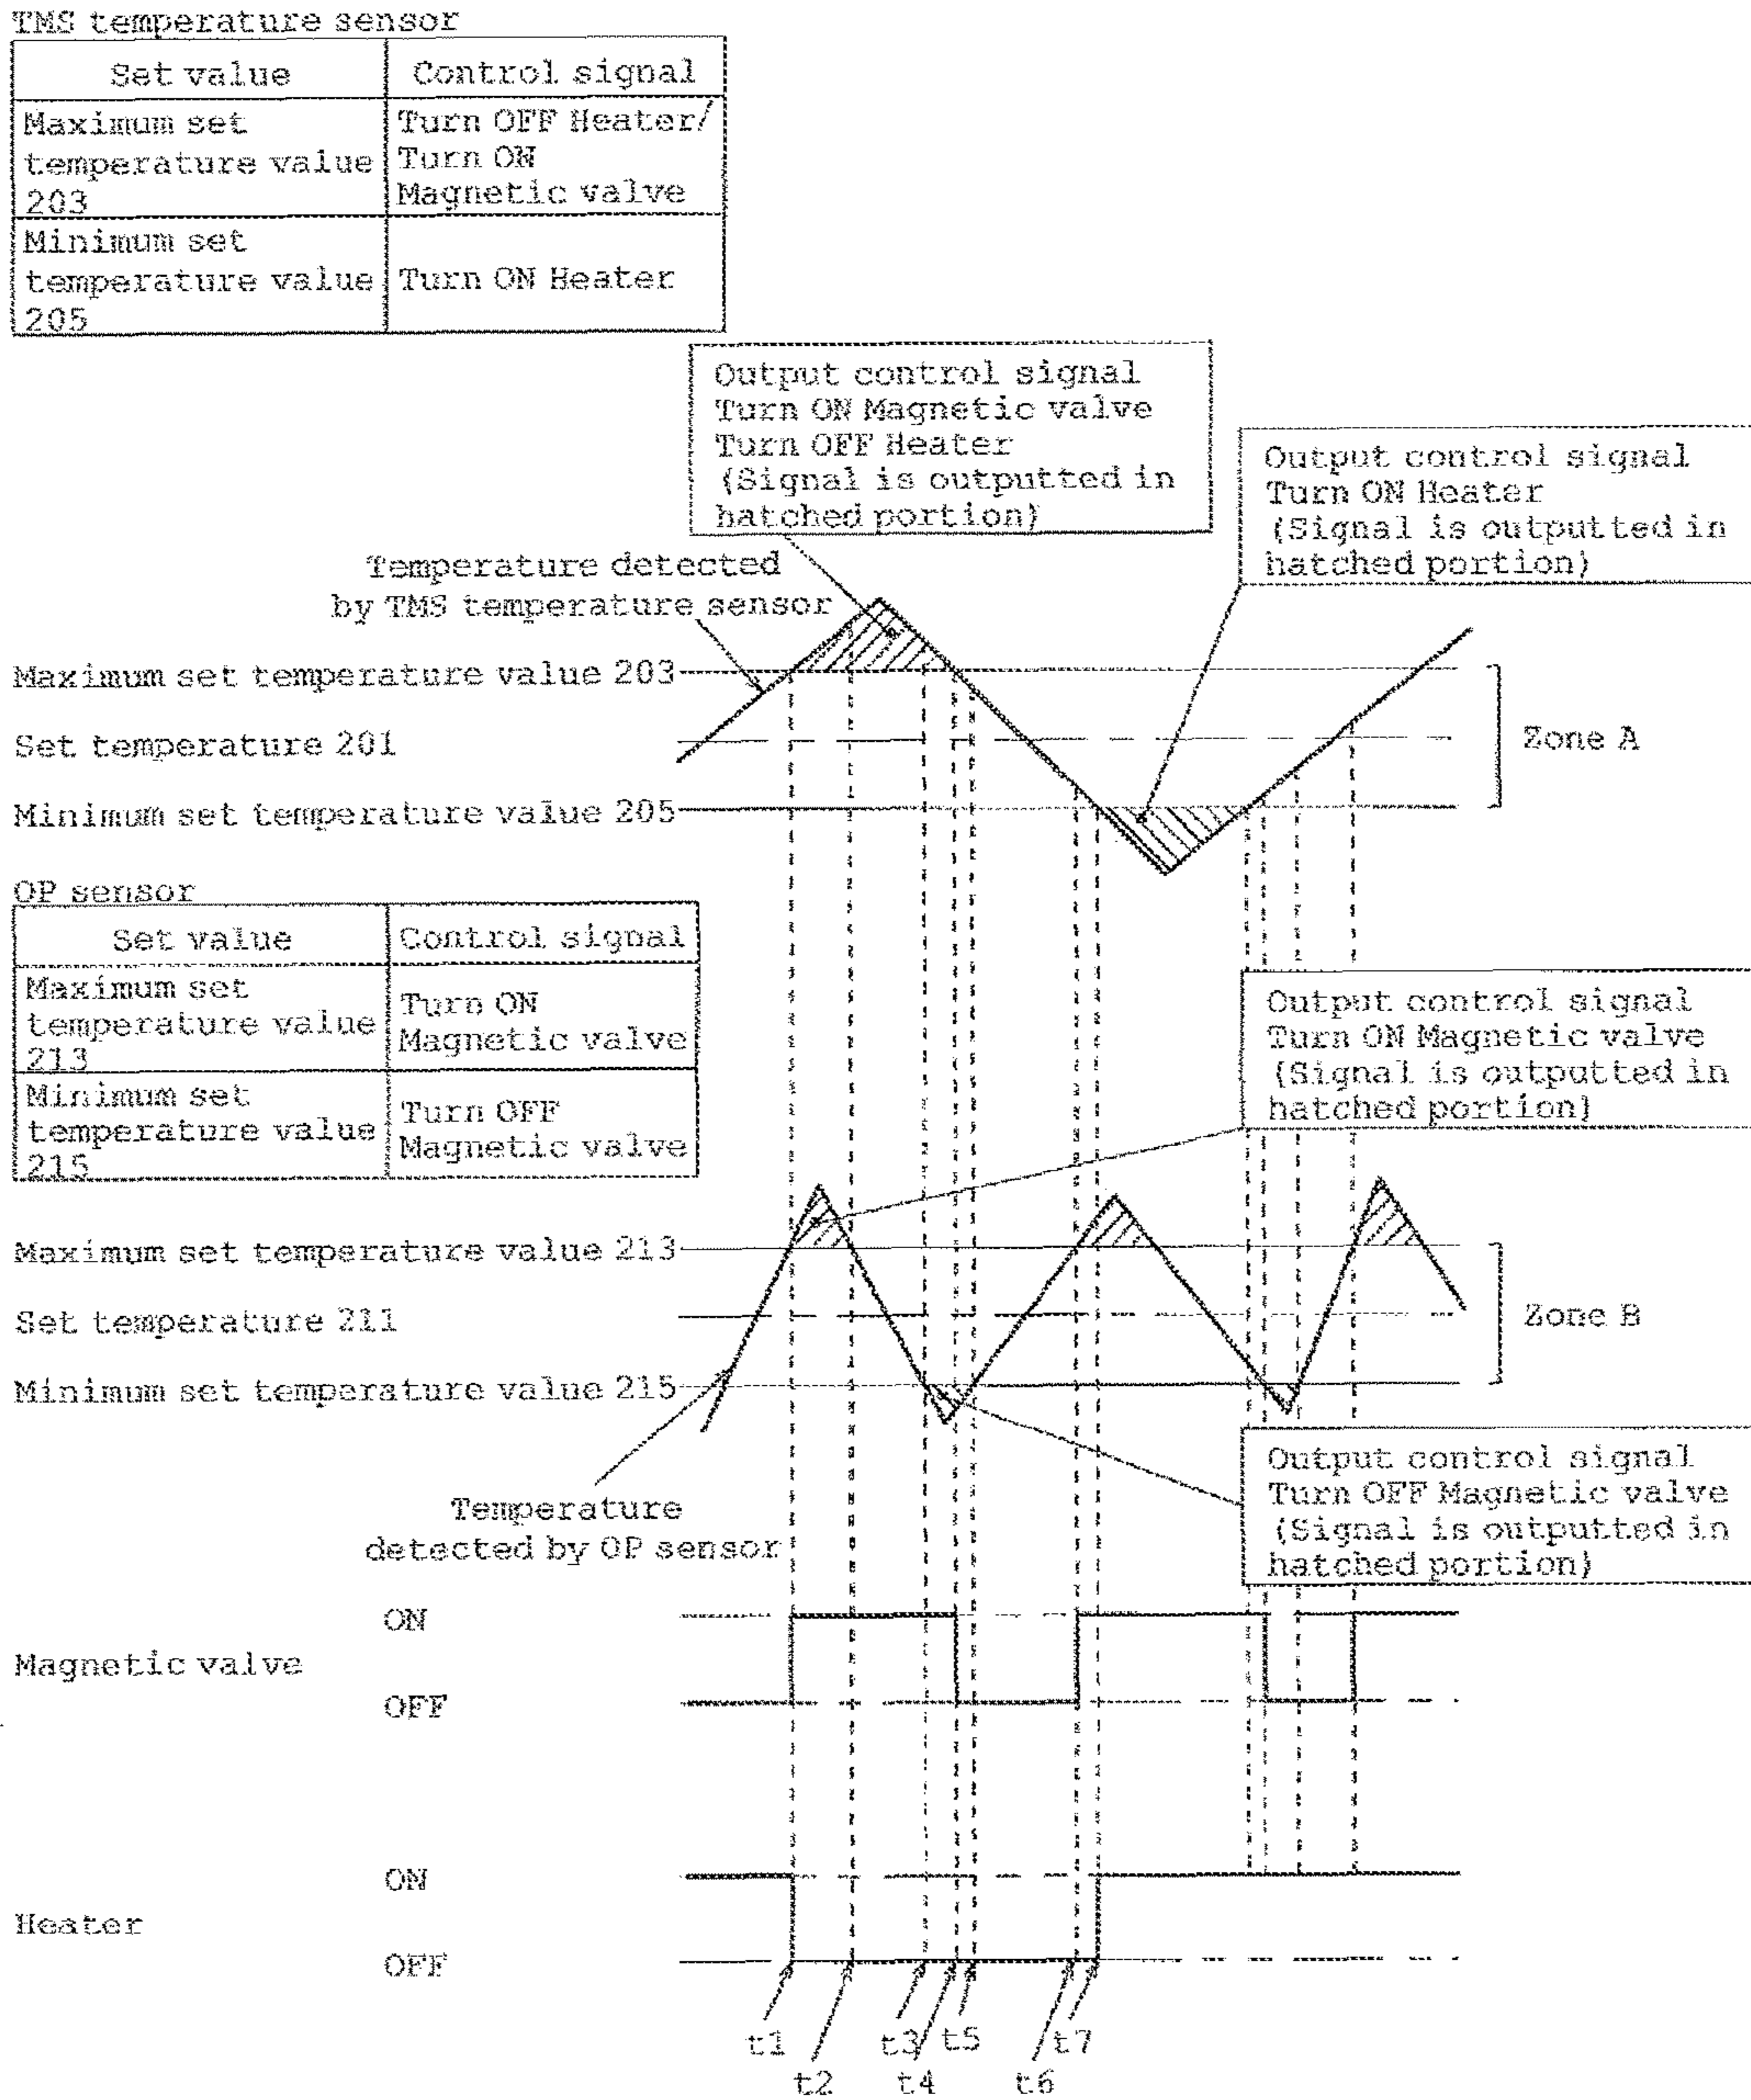 TMS temperature sensor
Set value
Control signal
Maximum set
temperature value
203
Turn OFF Heater/
Turn ON
Magnetic valve
Minimum set
temperature value
205
Turn ON Heater
Output control signal
Turn ON Magnetic valve
Turn OFF Heater
(Signal is outputted in
hatched portion)
Output control signal
Turn ON Heater
(Signal is outputted in
hatched portion)
Temperature detected
by TMS temperature sensor
Maximum set temperature value 203
Set temperature 201
Zone A
Minimum set temperature value 205
OP sensor
Set value
Control signal
Maximum set
temperature value
213
Turn ON
Magnetic valve
Minimum set
temperature value
215
Turn OFF
Magnetic valve
Output control signal
Turn ON Magnetic valve
(Signal is outputted in
hatched portion)
Maximum set temperature value 213
Set temperature 211
Zone B
Minimum set temperature value 215
Output control signal
Turn OFF Magnetic valve
(Signal is outputted in
hatched portion)
Temperature
detected by OP sensor
ON
Magnetic valve
OFF
ON
Heater
OFF
t1
t2
t3
t4
t5
t6
t7